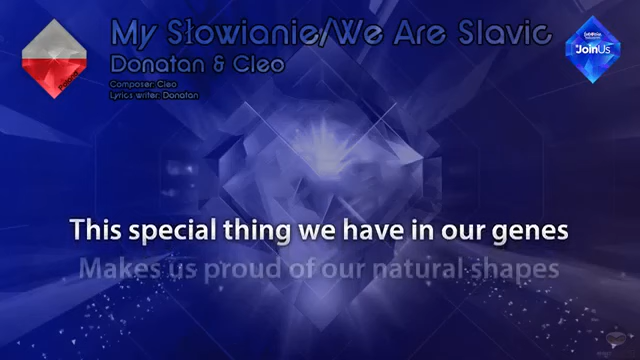 My Słowianie/We Are Slavic
Donatan & Cleo
Composer: Cleo
Lyrics writer: Donatan
Poland
#JoinUs
This special thing we have in our genes
Makes us proud of our natural shapes